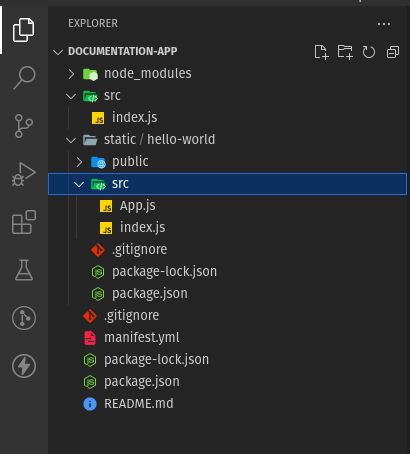 EXPLORER
DOCUMENTATION-APP
node_modules
src
index.js
static / hello-world
public
src
App.js
index.js
.gitignore
package-lock.json
package.json
.gitignore
manifest.yml
package-lock.json
package.json
README.md